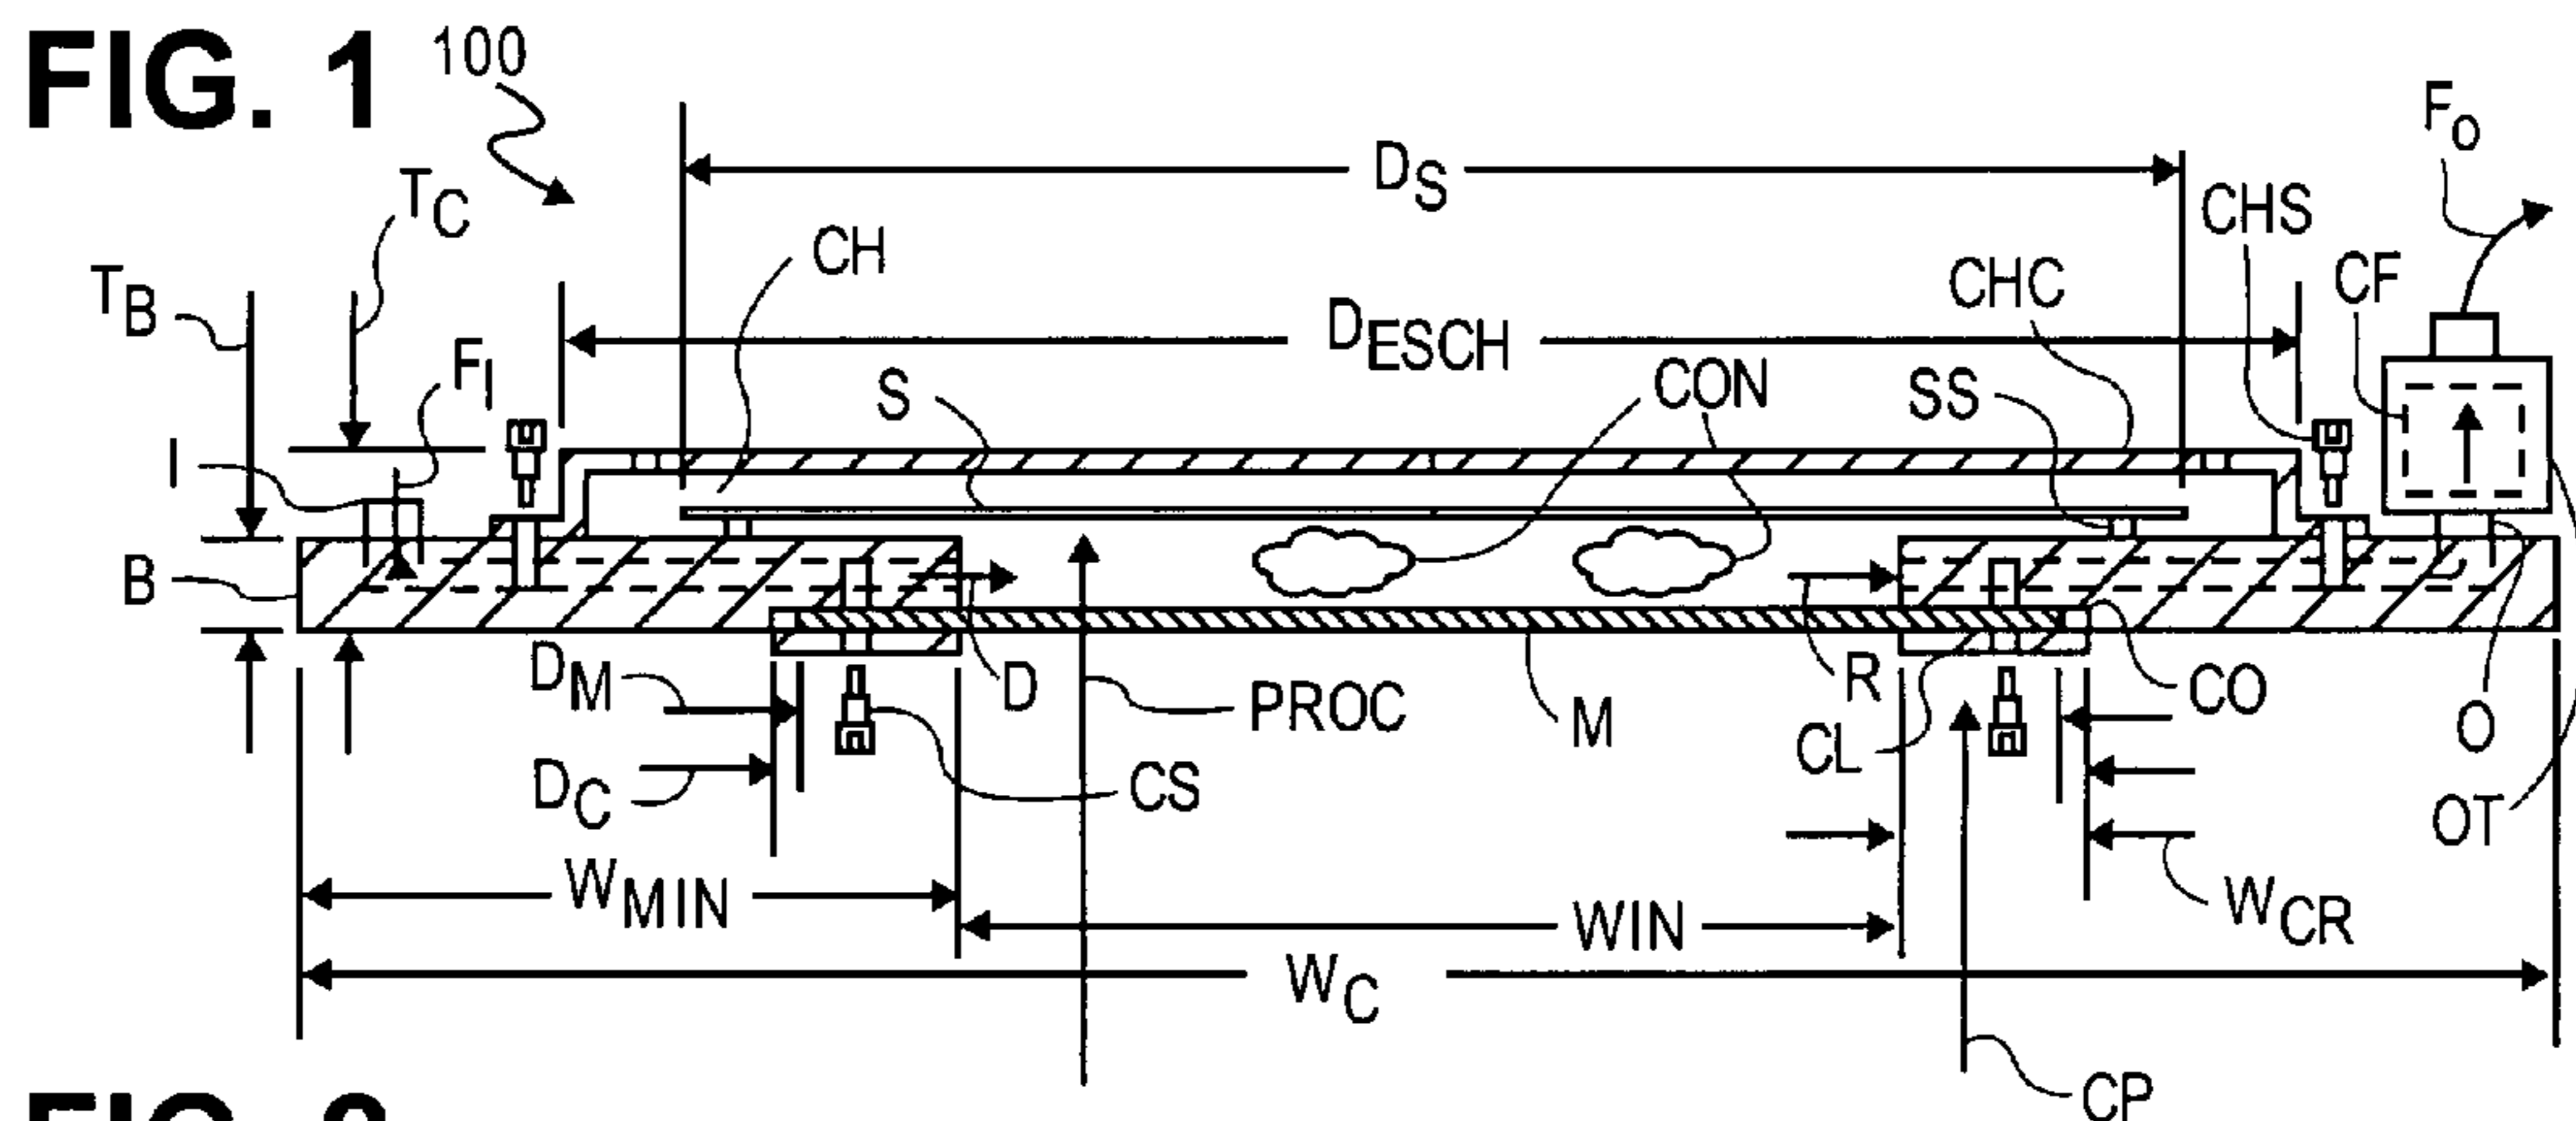 FIG. 1
100
F_O
D_S
CHS
T_C
CH
CHC
CF
T_B
D_ESCH
F_I
S
CON
SS
I
B
D_M
D
PROC
M
R
CO
CL
O
D_C
CS
OT
W_MIN
WIN
W_CR
W_C
CP